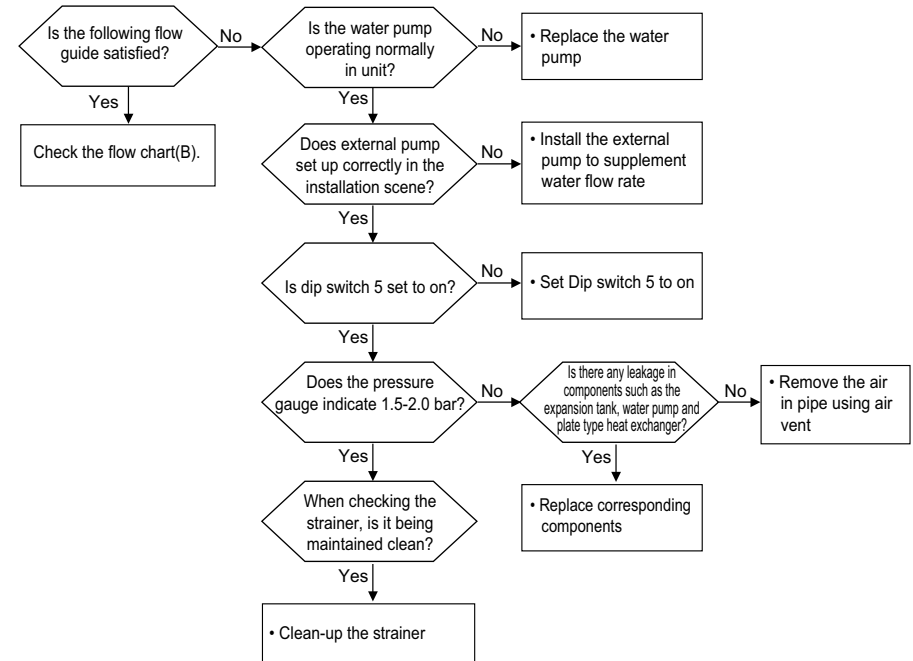 Is the following flow
guide satisfied?
No
Is the water pump
operating normally
in unit?
No
• Replace the water
pump
Yes
Check the flow chart(B).
Yes
Does external pump
set up correctly in the
installation scene?
No
• Install the external
pump to supplement
water flow rate
Yes
Is dip switch 5 set to on?
No
• Set Dip switch 5 to on
Yes
Does the pressure
gauge indicate 1.5-2.0 bar?
No
Is there any leakage in
components such as the
expansion tank, water pump and
plate type heat exchanger?
No
• Remove the air
in pipe using air
vent
Yes
• Replace corresponding
components
Yes
When checking the
strainer, is it being
maintained clean?
Yes
• Clean-up the strainer